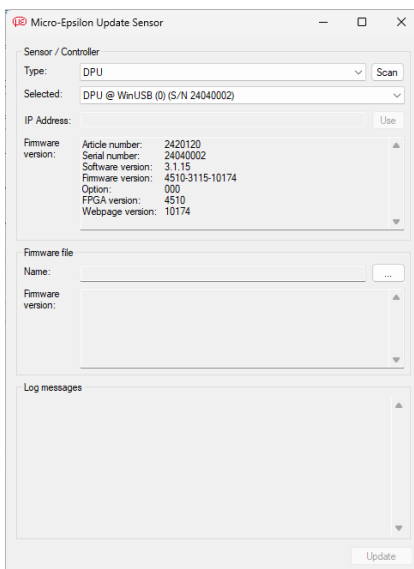 Micro-Epsilon Update Sensor
Sensor / Controller
Type: DPU Scan
Selected: DPU @ WinUSB (0) (S/N 24040002)
IP Address: Use
Firmware version:
Article number: 2420120
Serial number: 24040002
Software version: 3.1.15
Firmware version: 4510-3115-10174
Option: 000
FPGA version: 4510
Webpage version: 10174
Firmware file
Name: ...
Firmware
version:
Log messages
Update